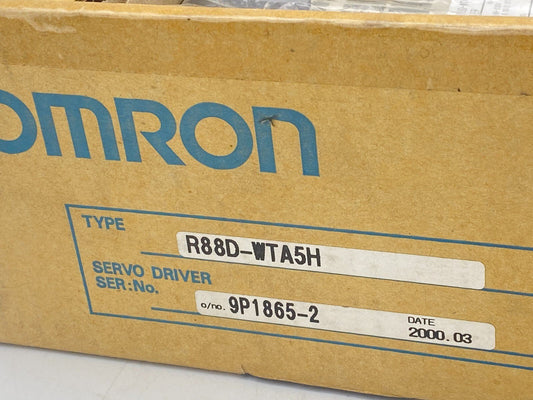 OMRON
TYPE
R88D-WTA5H
SERVO DRIVER
SER:No.
o/no. 9P1865-2 DATE 2000.03